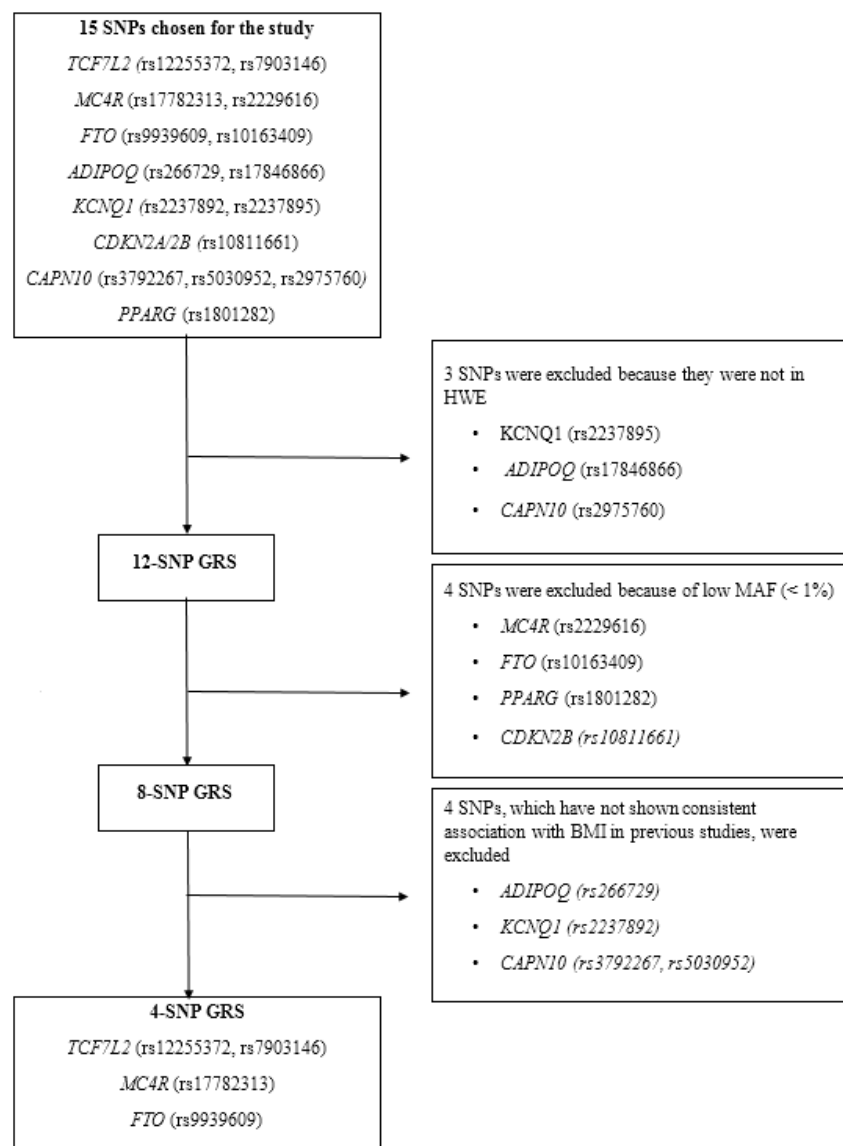 15 SNPs chosen for the study
TCF7L2 (rs12255372, rs7903146)
MC4R (rs17782313, rs2229616)
FTO (rs9939609, rs10163409)
ADIPOQ (rs266729, rs17846866)
KCNQ1 (rs2237892, rs2237895)
CDKN2A/2B (rs10811661)
CAPN10 (rs3792267, rs5030952, rs2975760)
PPARG (rs1801282)
3 SNPs were excluded because they were not in
HWE
• KCNQ1 (rs2237895)
• ADIPOQ (rs17846866)
• CAPN10 (rs2975760)
12-SNP GRS
4 SNPs were excluded because of low MAF (< 1%)
• MC4R (rs2229616)
• FTO (rs10163409)
• PPARG (rs1801282)
• CDKN2B (rs10811661)
8-SNP GRS
4 SNPs, which have not shown consistent
association with BMI in previous studies, were
excluded
• ADIPOQ (rs266729)
• KCNQ1 (rs2237892)
• CAPN10 (rs3792267, rs5030952)
4-SNP GRS
TCF7L2 (rs12255372, rs7903146)
MC4R (rs17782313)
FTO (rs9939609)